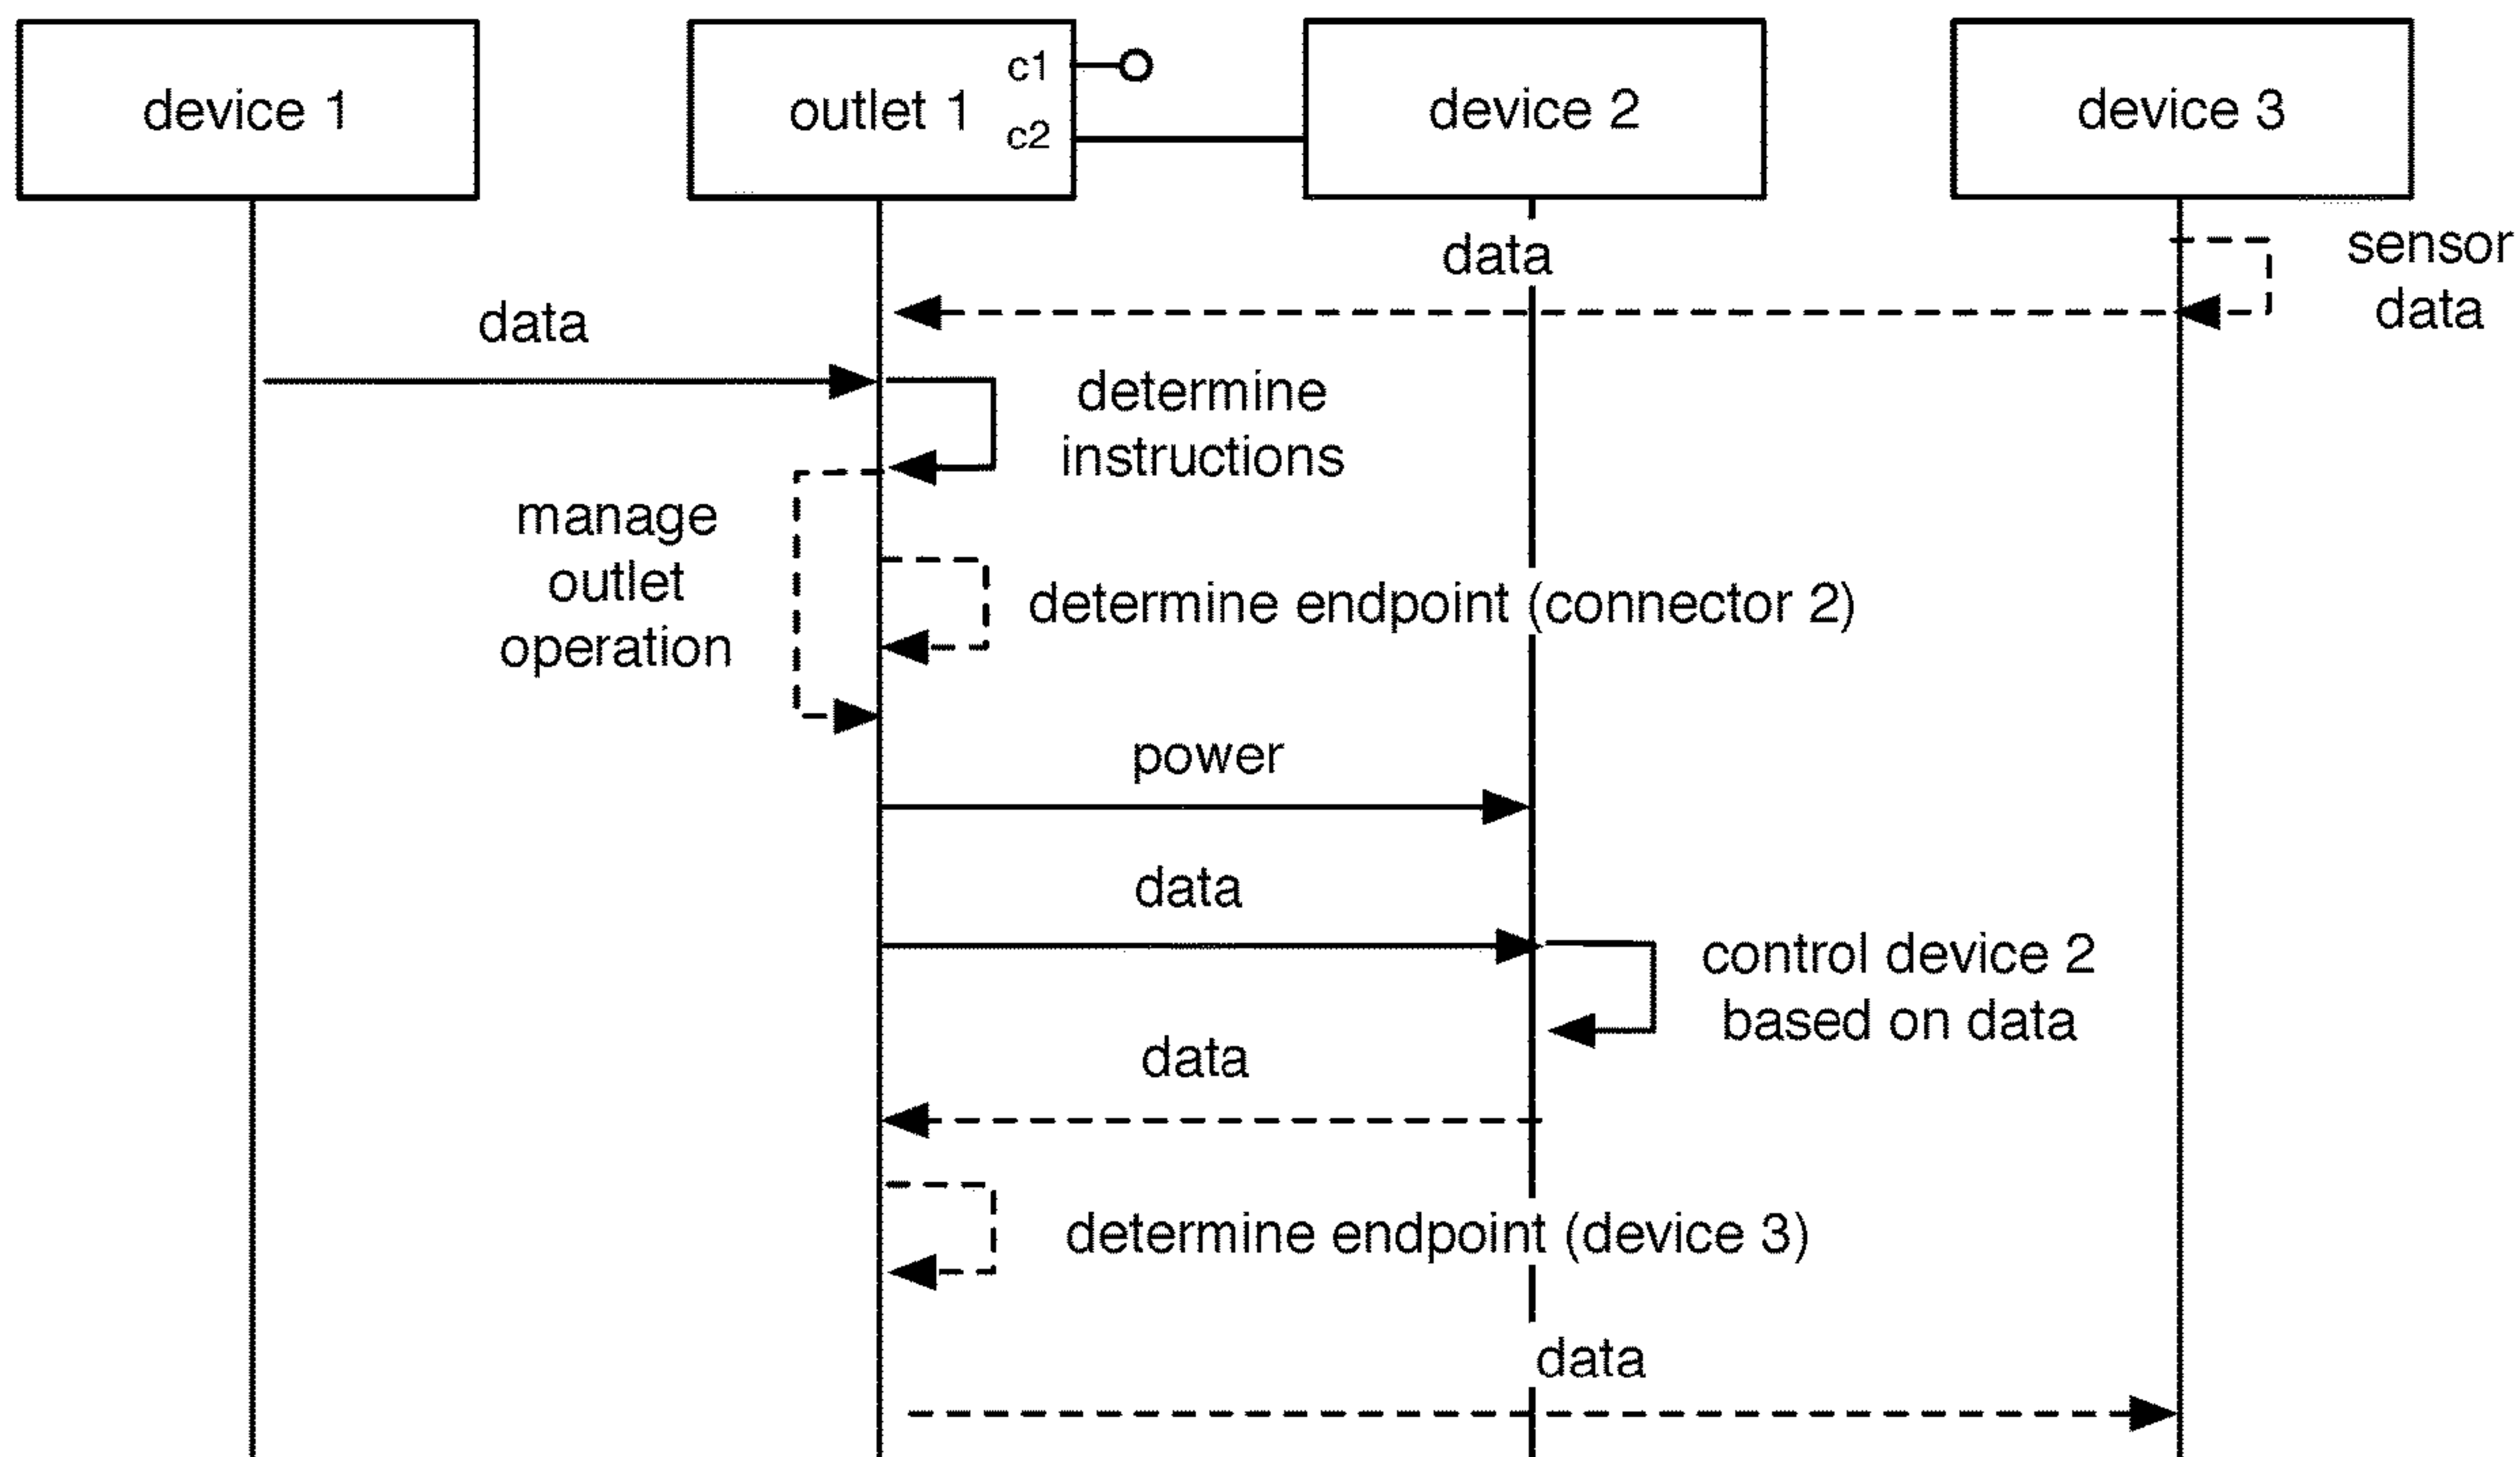 device 1
outlet 1
c1
c2
device 2
device 3
data
sensor
data
data
determine
instructions
manage
outlet
operation
determine endpoint (connector 2)
power
data
control device 2
based on data
data
determine endpoint (device 3)
data